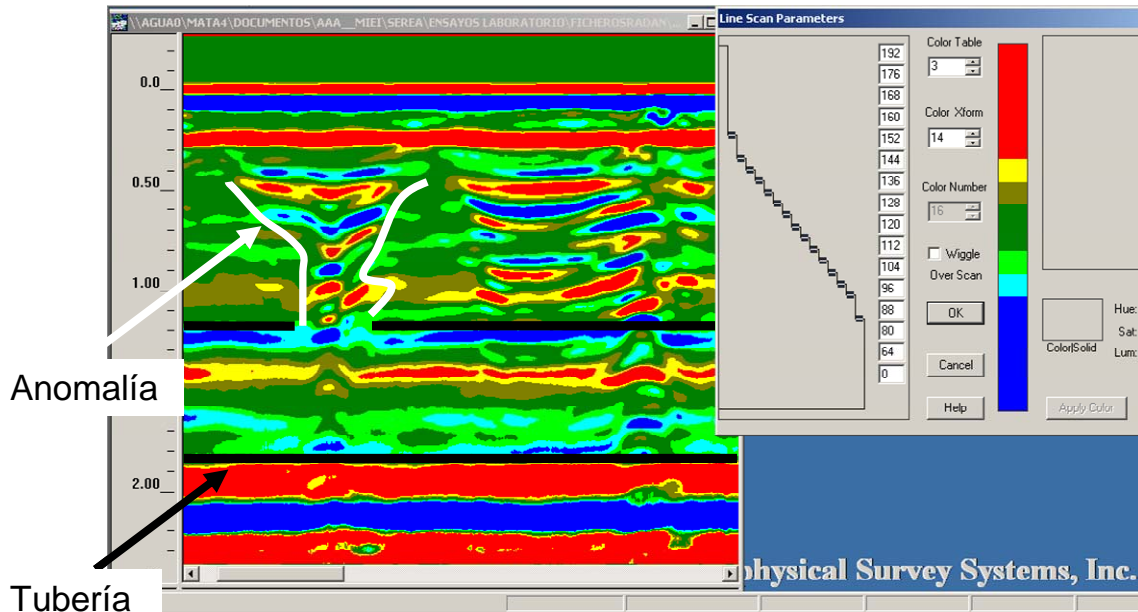 \\AGUA0\MATA4\DOCUMENTOS\AAA__MIEI\SEREA\ENSAYOS LABORATORIO\FICHEROSRADAN\...
0.0
0.50
1.00
2.00
Anomalía
Tubería
Line Scan Parameters
192
176
168
160
152
144
136
128
120
112
104
96
88
80
64
0
Color Table
3
Color Xform
14
Color Number
16
Wiggle
Over Scan
OK
Cancel
Help
Hue:
Sat:
Lum:
Color|Solid
Apply Color
physical Survey Systems, Inc.